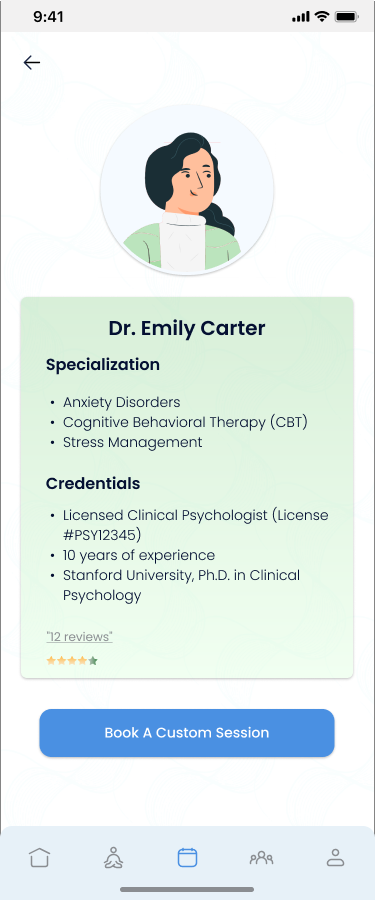 9:41
Dr. Emily Carter
Specialization
• Anxiety Disorders
• Cognitive Behavioral Therapy (CBT)
• Stress Management
Credentials
• Licensed Clinical Psychologist (License
#PSY12345)
• 10 years of experience
• Stanford University, Ph.D. in Clinical
Psychology
"12 reviews"
Book A Custom Session